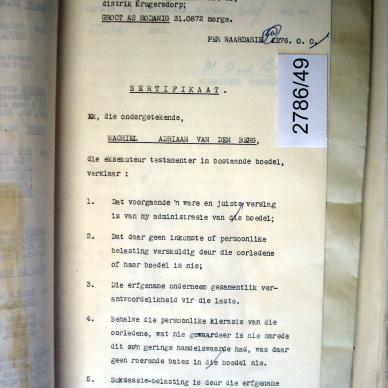 distrik Krugersdorp;
GROOT AS SODANIG 31.0872 morge.
PER WAARDASIE £276. 0. 0.
2786/49
SERTIFIKAAT.
Ek, die ondergetekende,
MACHIEL ADRIAAN VAN DEN BERG,
die eksekuteur testamenter in bostaande boedel,
verklaar :
1. Dat voorgaande 'n ware en juiste verslag
is van my administrasie van die boedel;
2. Dat daar geen inkomste of persoonlike
belasting verskuldig deur die oorledene
of haar boedel is nie;
3. Die erfgename onderneem gesamentlik ver-
antwoordelikheid vir die laste.
4. Behalwe die persoonlike klerasie van die
oorledene, wat nie gewaardeer is nie omrede
dit so'n geringe handelswaarde had, was daar
geen roerende bates in die boedel nie.
5. Suksessie-belasting is deur die erfgename